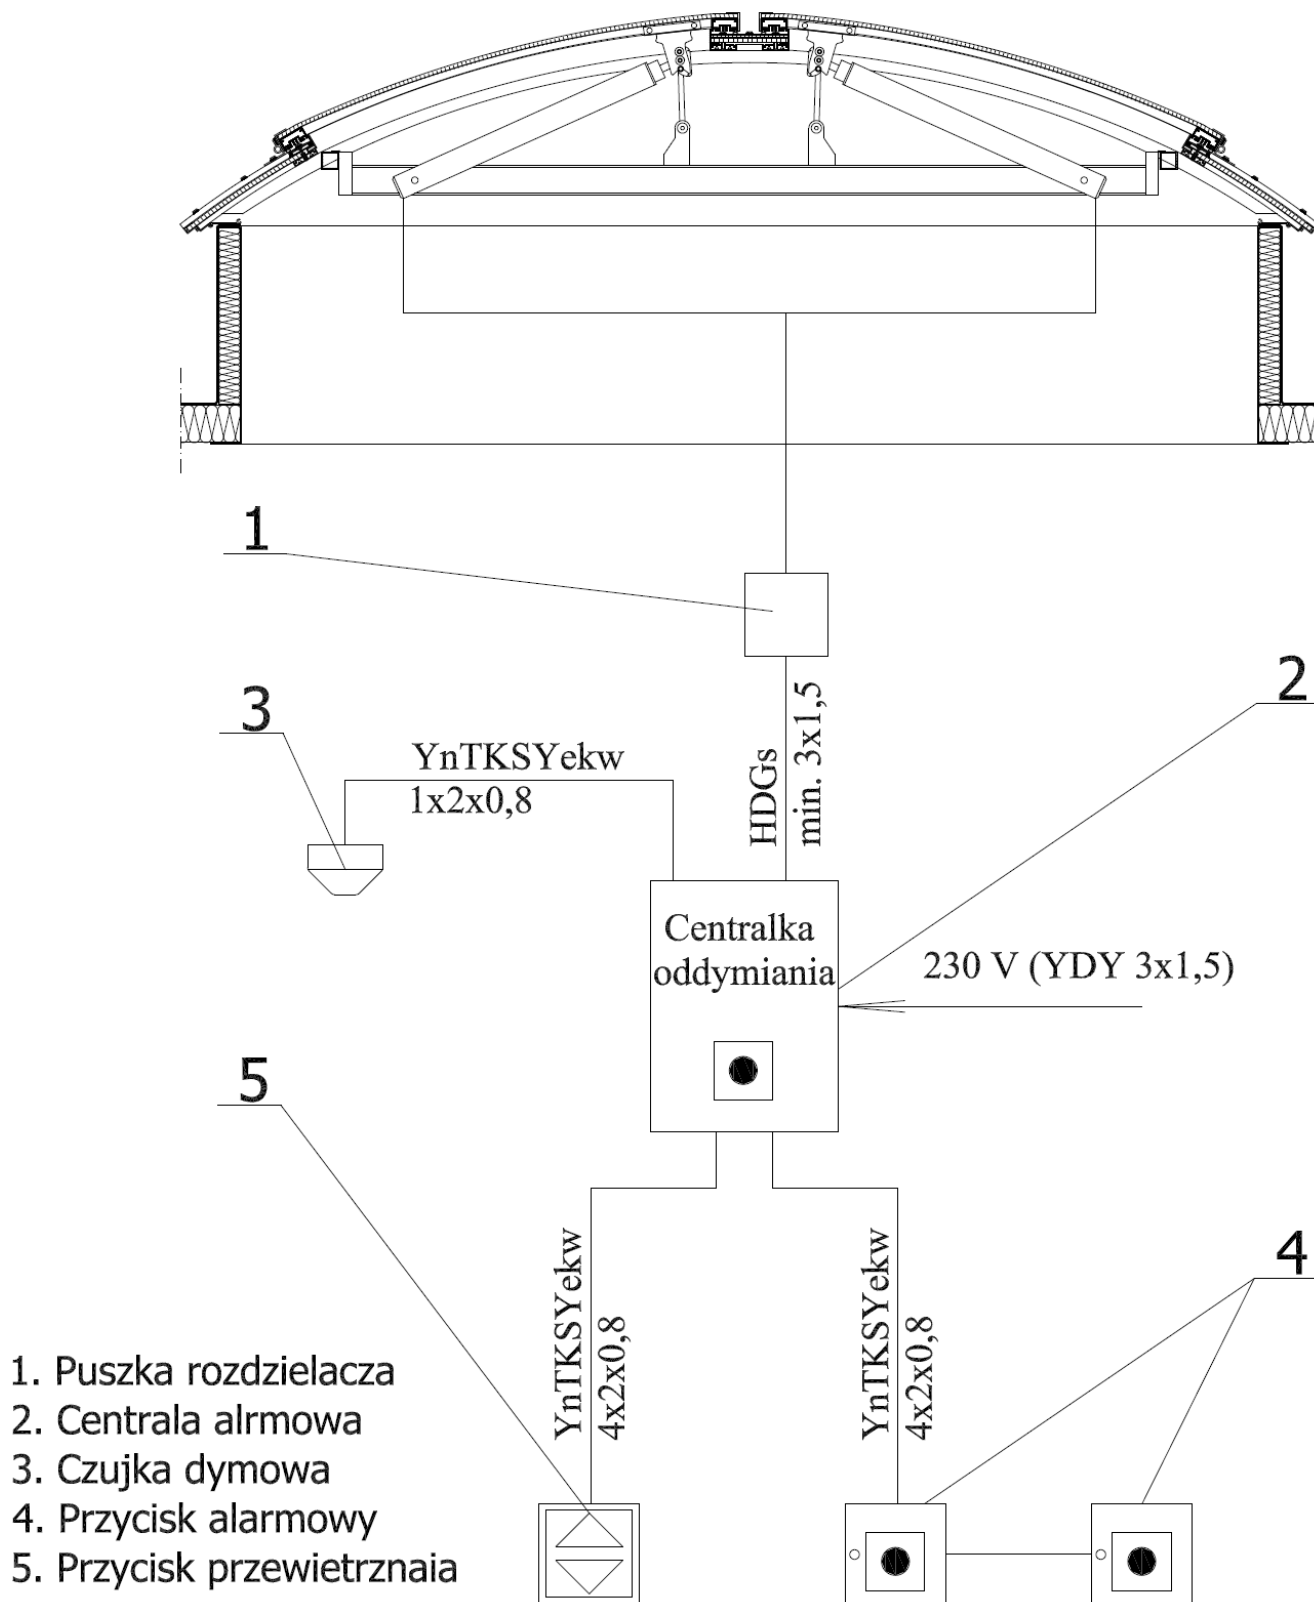 1
2
3
YnTKSYekw
1x2x0,8
HDGs
min. 3x1,5
Centralka
oddymiania
230 V (YDY 3x1,5)
5
4
YnTKSYekw
4x2x0,8
YnTKSYekw
4x2x0,8
1. Puszka rozdzielacza
2. Centrala alrmowa
3. Czujka dymowa
4. Przycisk alarmowy
5. Przycisk przewietrznaia